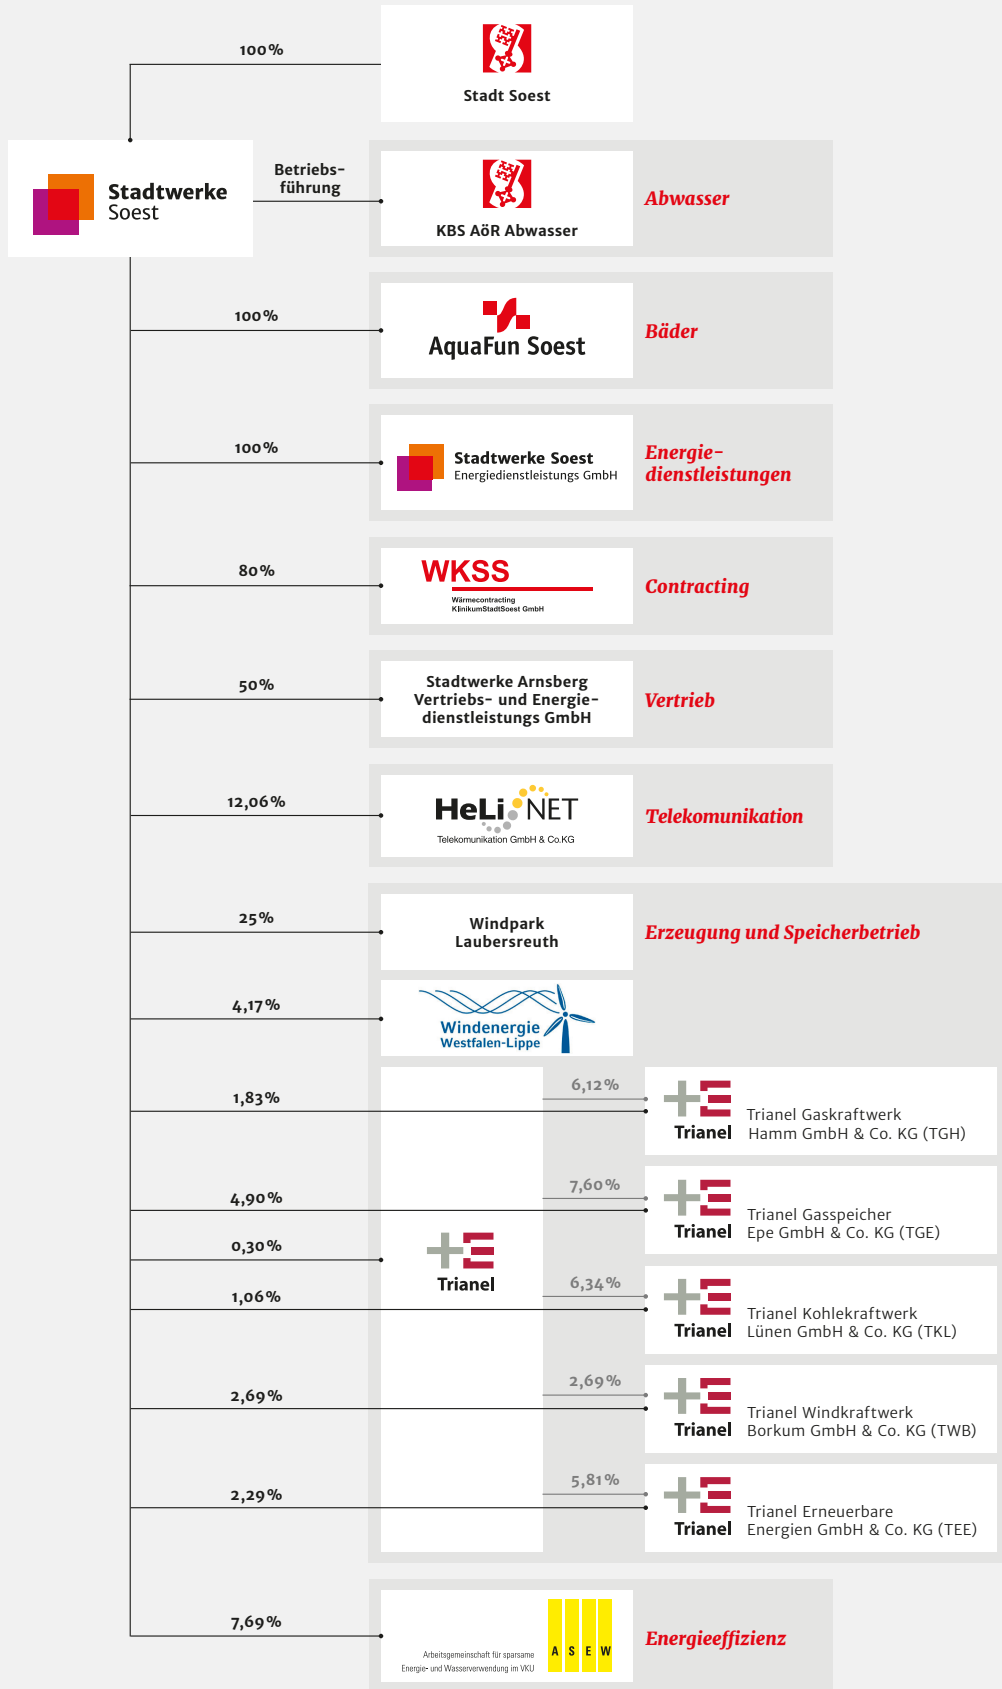 100%
Stadt Soest
Stadtwerke
Soest
Betriebs-
führung
KBS AöR Abwasser
Abwasser
100%
AquaFun Soest
Bäder
100%
Stadtwerke Soest
Energiedienstleistungs GmbH
Energie-
dienstleistungen
80%
WKSS
Wärmecontracting
KlinikumStadtSoest GmbH
Contracting
50%
Stadtwerke Arnsberg
Vertriebs- und Energie-
dienstleistungs GmbH
Vertrieb
12,06%
HeLi NET
Telekomunikation GmbH & Co.KG
Telekomunikation
25%
Windpark
Laubersreuth
Erzeugung und Speicherbetrieb
4,17%
Windenergie
Westfalen-Lippe
1,83%
6,12%
Trianel
Trianel Gaskraftwerk
Hamm GmbH & Co. KG (TGH)
4,90%
7,60%
Trianel
Trianel Gasspeicher
Epe GmbH & Co. KG (TGE)
0,30%
Trianel
1,06%
6,34%
Trianel
Trianel Kohlekraftwerk
Lünen GmbH & Co. KG (TKL)
2,69%
2,69%
Trianel
Trianel Windkraftwerk
Borkum GmbH & Co. KG (TWB)
2,29%
5,81%
Trianel
Trianel Erneuerbare
Energien GmbH & Co. KG (TEE)
7,69%
Arbeitsgemeinschaft für sparsame
Energie- und Wasserverwendung im VKU
A S E W
Energieeffizienz